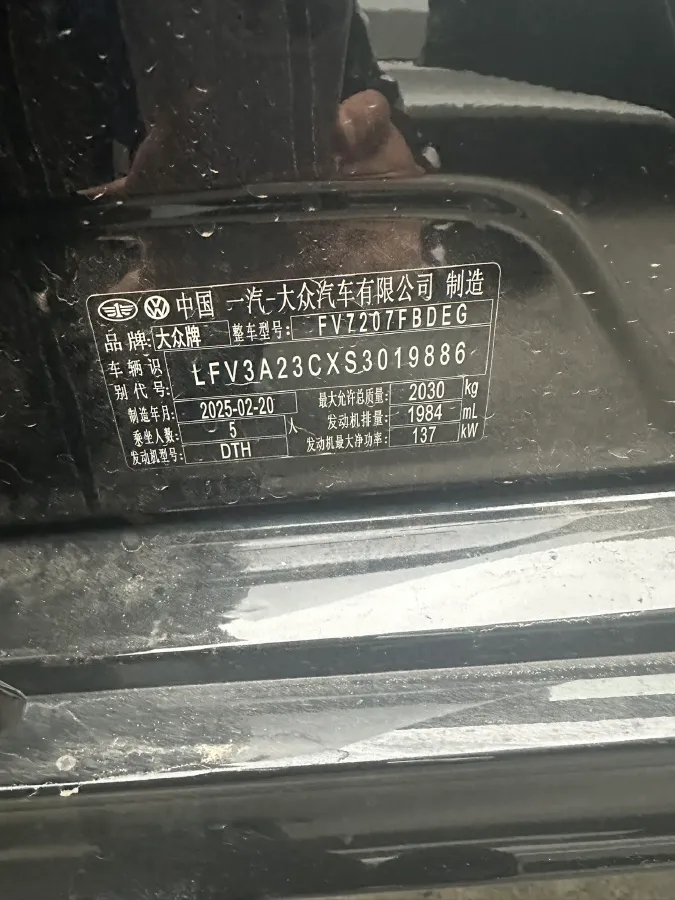 中国 一汽-大众汽车有限公司 制造
品牌: 大众牌 整车型号: FV7207FBDEG
车辆识别代号: LFV3A23CXS3019886
制造年月: 2025-02-20 最大允许总质量: 2030 kg
乘坐人数: 5 人 发动机排量: 1984 mL
发动机型号: DTH 发动机最大净功率: 137 kW